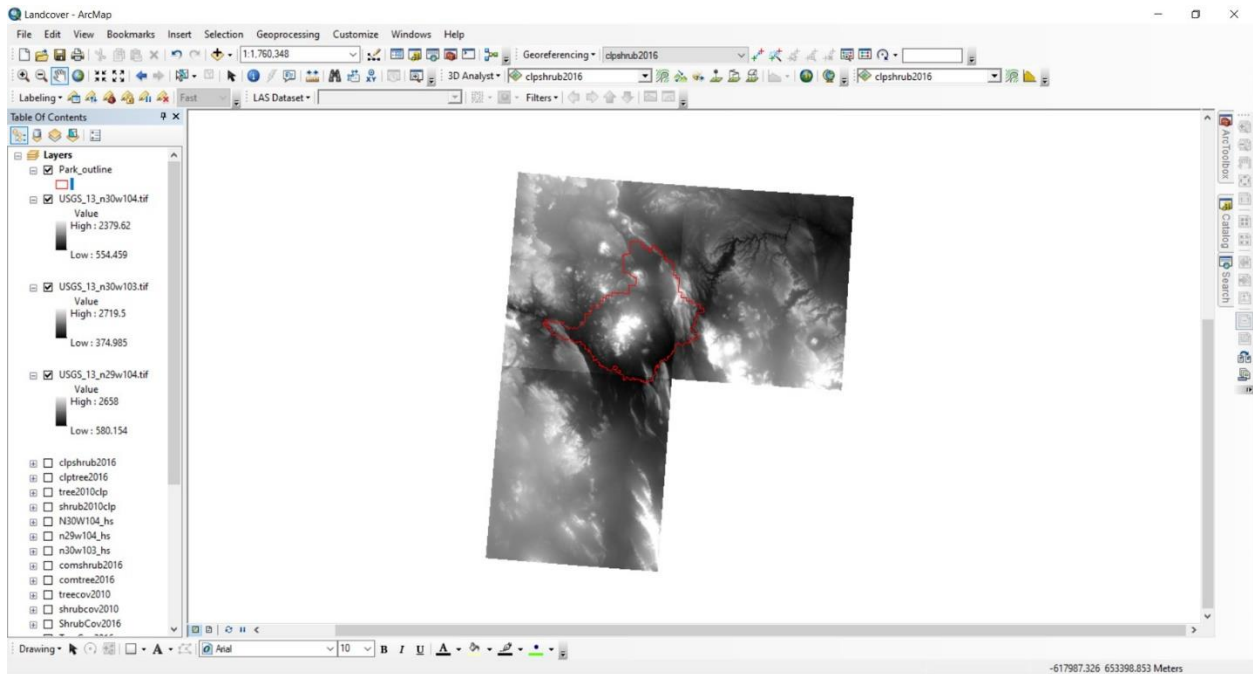 Landcover - ArcMap
File Edit View Bookmarks Insert Selection Geoprocessing Customize Windows Help
1:1,760,348 Georeferencing clpshrub2016
3D Analyst clpshrub2016 clpshrub2016
Labeling Fast LAS Dataset Filters
Table Of Contents
Layers
Park_outline
USGS_13_n30w104.tif
Value
High : 2379.62
Low : 554.459
USGS_13_n30w103.tif
Value
High : 2719.5
Low : 374.985
USGS_13_n29w104.tif
Value
High : 2658
Low : 580.154
clpshrub2016
clptree2016
tree2010clp
shrub2010clp
N30W104_hs
n29w104_hs
n30w103_hs
comshrub2016
comtree2016
treecov2010
shrubcov2010
ShrubCov2016
ArcToolbox
Catalog
Search
Drawing A Arial 10 B I U A
-617987.326 653398.853 Meters